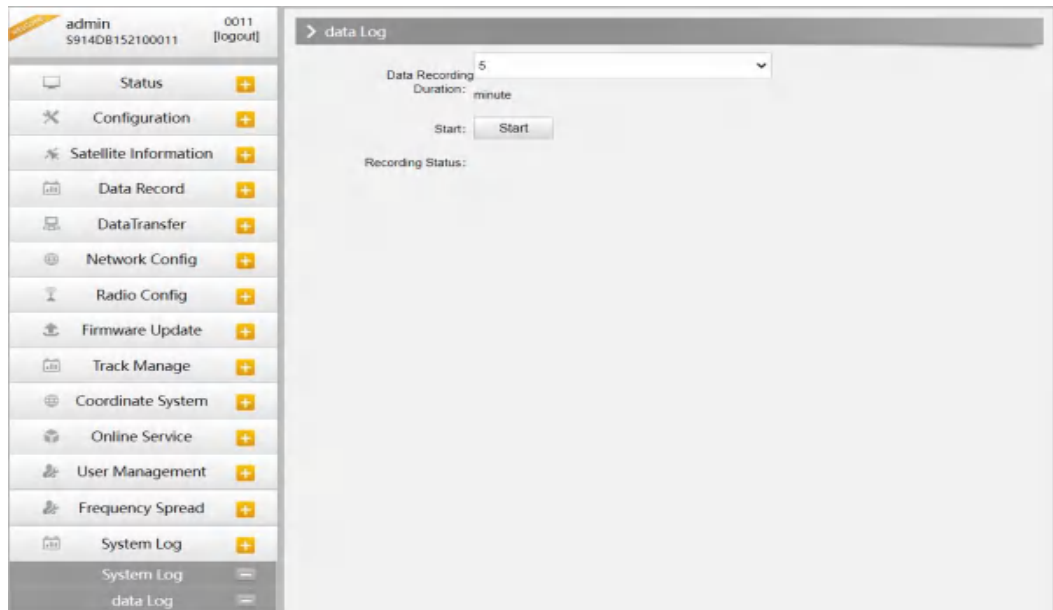 admin
0011
S914DB152100011
[logout]
Status
Configuration
Satellite Information
Data Record
DataTransfer
Network Config
Radio Config
Firmware Update
Track Manage
Coordinate System
Online Service
User Management
Frequency Spread
System Log
System Log
data Log
data Log
Data Recording
Duration:
5
minute
Start:
Start
Recording Status: